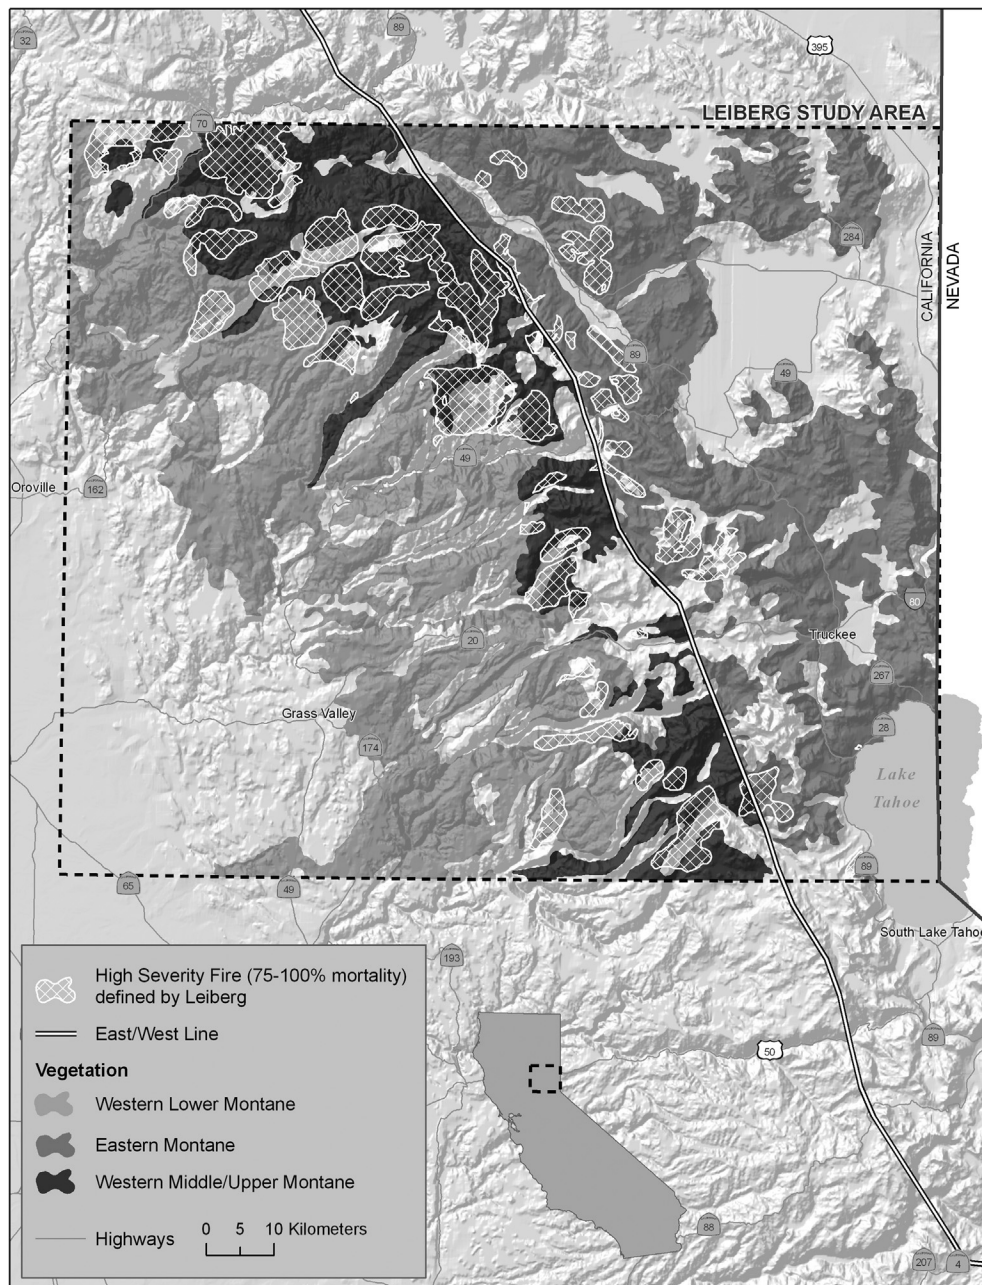 32
89
395
LEIBERG STUDY AREA
70
284
CALIFORNIA
NEVADA
89
49
Oroville
162
49
80
20
Truckee
267
Grass Valley
174
28
Lake
Tahoe
65
49
89
South Lake Tahoe
193
High Severity Fire (75-100% mortality)
defined by Leiberg
East/West Line
Vegetation
Western Lower Montane
Eastern Montane
Western Middle/Upper Montane
Highways
0 5 10 Kilometers
50
89
88
207
4